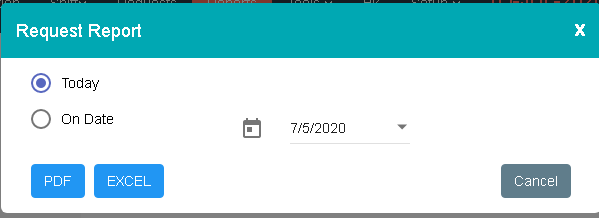 Request Report
x
Today
On Date
7/5/2020
PDF
EXCEL
Cancel